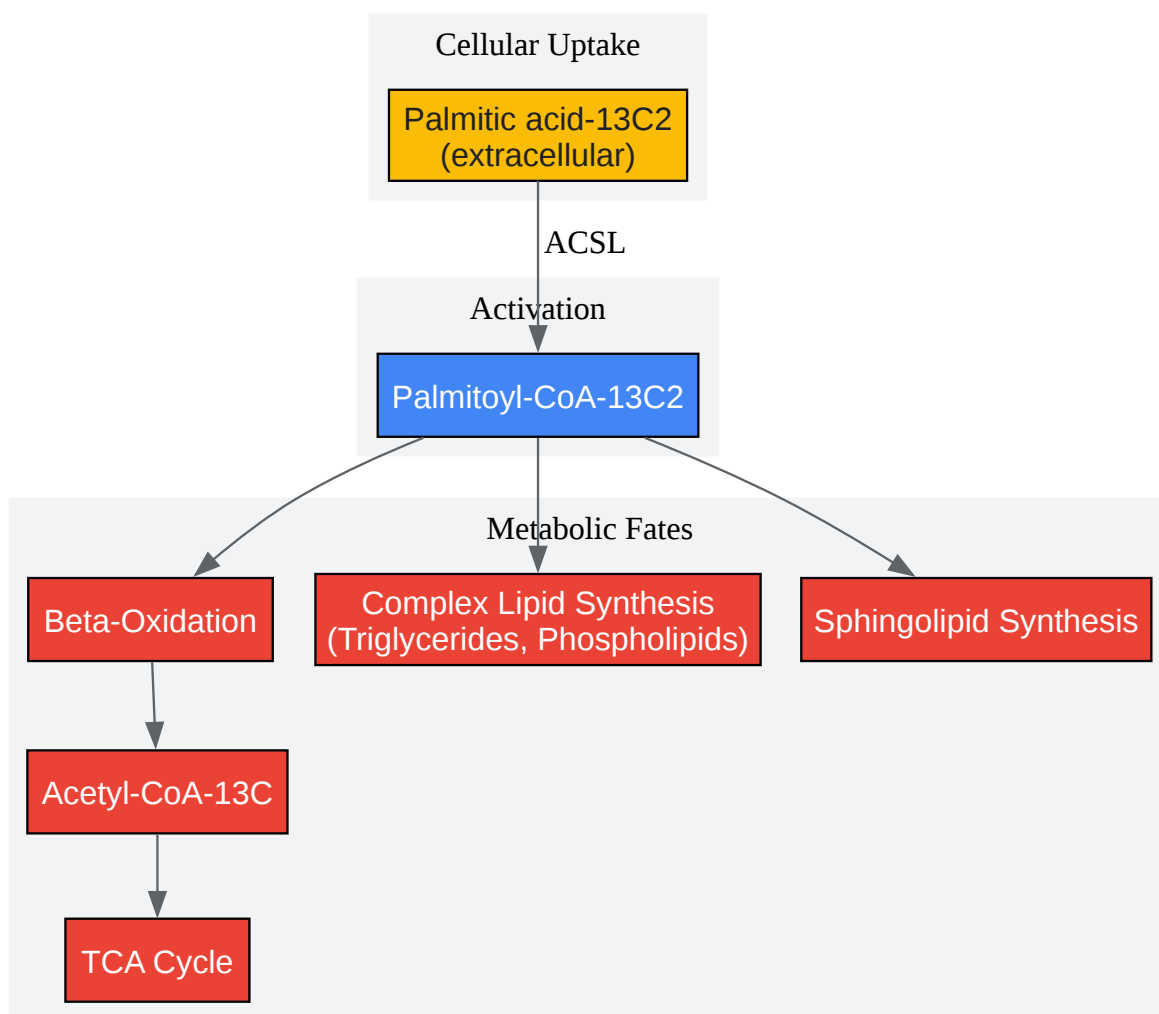 Cellular Uptake
Palmitic acid-13C2
(extracellular)
ACSL
Activation
Palmitoyl-CoA-13C2
Metabolic Fates
Beta-Oxidation
Complex Lipid Synthesis
(Triglycerides, Phospholipids)
Sphingolipid Synthesis
Acetyl-CoA-13C
TCA Cycle